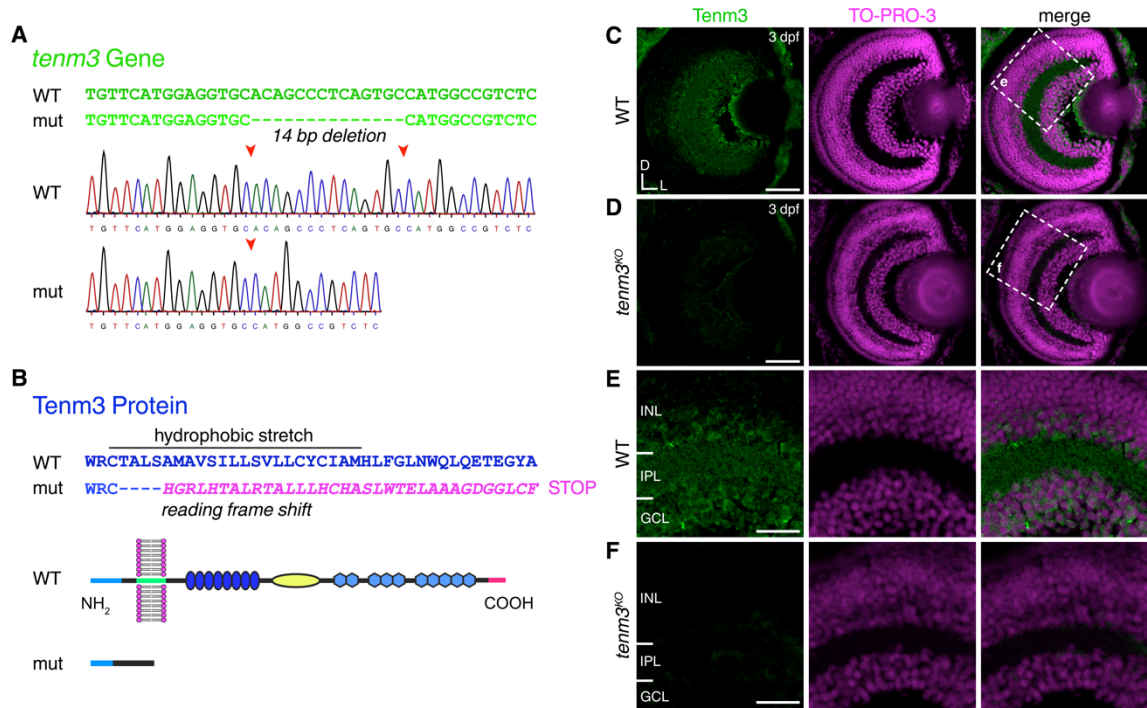 A
tenm3 Gene
WT TGTTCATGGAGGTGCACAGCCCTCAGTGCCATGGCCGTCTC
mut TGTTCATGGAGGTGC--------------CATGGCCGTCTC
14 bp deletion
WT
T G T T C A T G G A G G T G C A C A G C C C T C A G T G C C A T G G C C G T C T C
mut
T G T T C A T G G A G G T G C C A T G G C C G T C T C
B
Tenm3 Protein
hydrophobic stretch
WT WRCTALSAMAVSILLSVLLCYCIAMHLFGLNWQLQETEGYA
mut WRC----HGRLHTALRTALLLHCHASLWTELAAAGDGGLCF STOP
reading frame shift
WT
NH2 COOH
mut
Tenm3 TO-PRO-3 merge
C
WT
3 dpf
D
L
e
D
tenm3KO
3 dpf
f
E
WT
INL
IPL
GCL
F
tenm3KO
INL
IPL
GCL